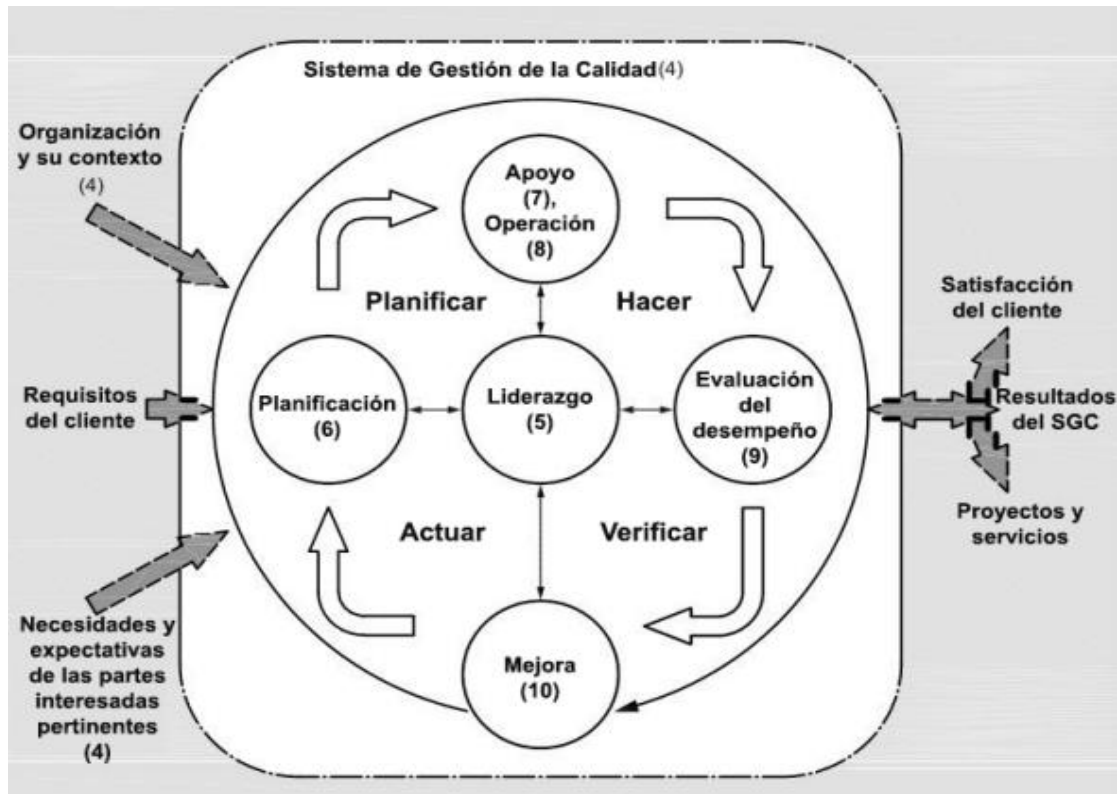 Sistema de Gestión de la Calidad(4)
Organización
y su contexto
(4)
Apoyo
(7),
Operación
(8)
Planificar
Hacer
Satisfacción
del cliente
Requisitos
del cliente
Planificación
(6)
Liderazgo
(5)
Evaluación
del
desempeño
(9)
Resultados
del SGC
Actuar
Verificar
Proyectos y
servicios
Necesidades y
expectativas
de las partes
interesadas
pertinentes
(4)
Mejora
(10)